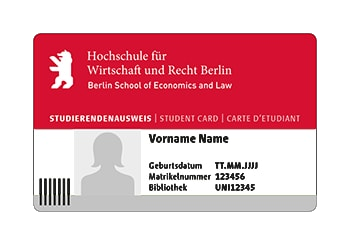 Hochschule für
Wirtschaft und Recht Berlin
Berlin School of Economics and Law
STUDIERENDENAUSWEIS | STUDENT CARD | CARTE D'ETUDIANT
Vorname Name
Geburtsdatum TT.MM.JJJJ
Matrikelnummer 123456
Bibliothek UNI12345